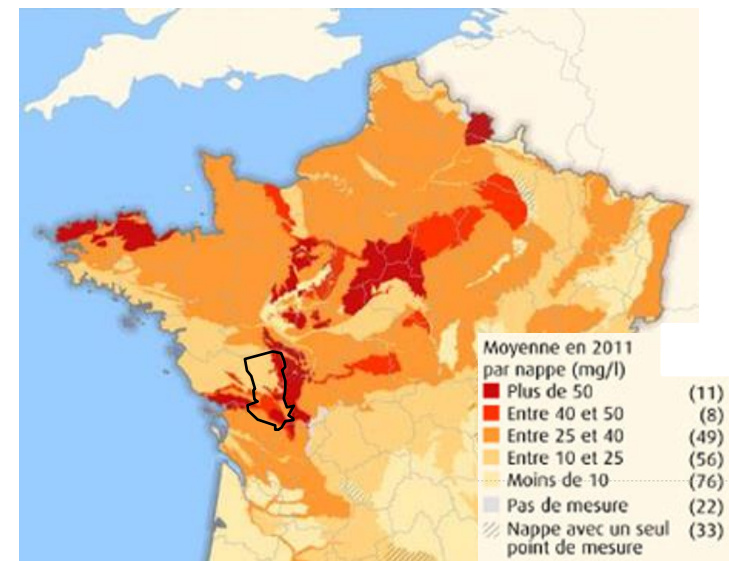 Moyenne en 2011
par nappe (mg/l)
Plus de 50 (11)
Entre 40 et 50 (8)
Entre 25 et 40 (49)
Entre 10 et 25 (56)
Moins de 10 (76)
Pas de mesure (22)
Nappe avec un seul (33)
point de mesure